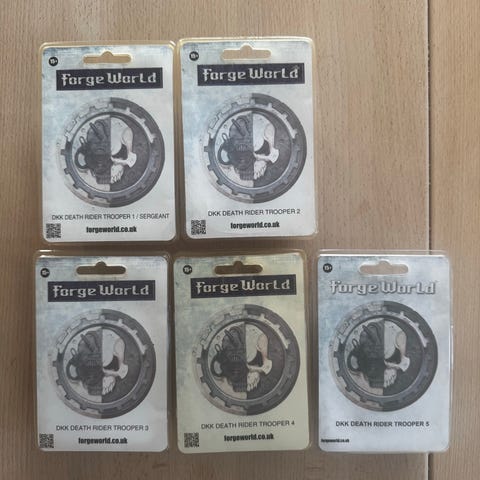 15+
Forge World
DKK DEATH RIDER TROOPER 1 / SERGEANT
forgeworld.co.uk
15+
Forge World
DKK DEATH RIDER TROOPER 2
forgeworld.co.uk
15+
Forge World
DKK DEATH RIDER TROOPER 3
forgeworld.co.uk
15+
Forge World
DKK DEATH RIDER TROOPER 4
forgeworld.co.uk
15+
Forge World
DKK DEATH RIDER TROOPER 5
forgeworld.co.uk